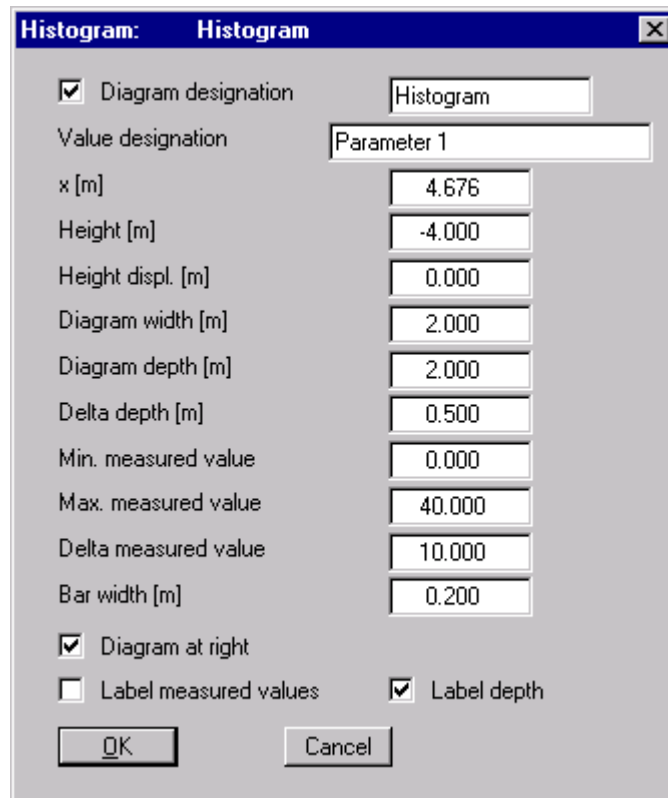 Histogram: Histogram
Diagram designation Histogram
Value designation Parameter 1
x [m] 4.676
Height [m] -4.000
Height displ. [m] 0.000
Diagram width [m] 2.000
Diagram depth [m] 2.000
Delta depth [m] 0.500
Min. measured value 0.000
Max. measured value 40.000
Delta measured value 10.000
Bar width [m] 0.200
Diagram at right
Label measured values Label depth
OK Cancel